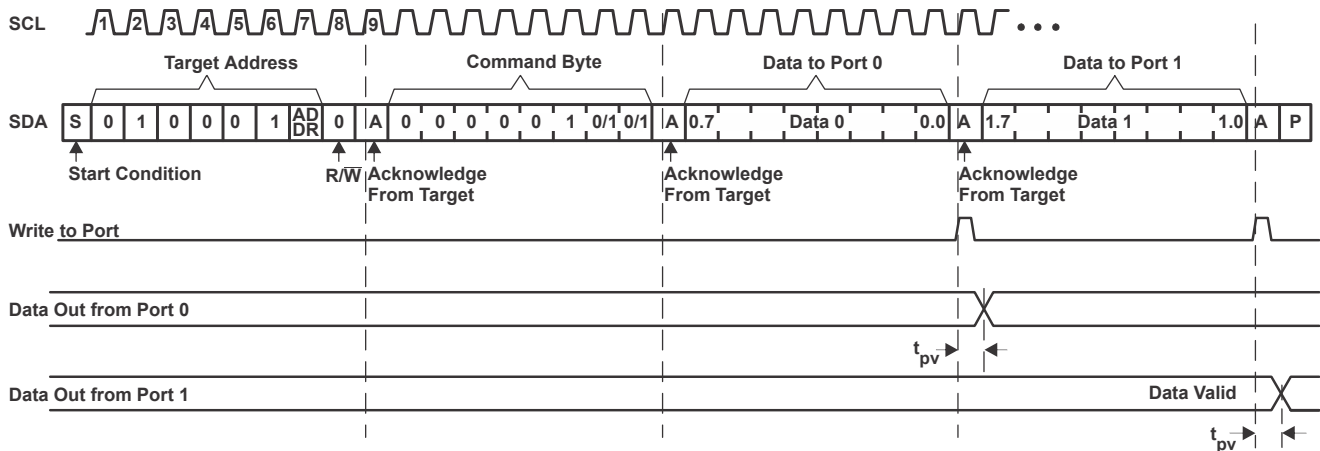 SCL 1 2 3 4 5 6 7 8 9 • • •
Target Address Command Byte Data to Port 0 Data to Port 1
SDA S 0 1 0 0 0 1 AD DR 0 A 0 0 0 0 0 1 0/1 0/1 A 0.7 Data 0 0.0 A 1.7 Data 1 1.0 A P
Start Condition R/W̅ Acknowledge From Target Acknowledge From Target Acknowledge From Target
Write to Port
Data Out from Port 0
tpv
Data Out from Port 1 Data Valid
tpv